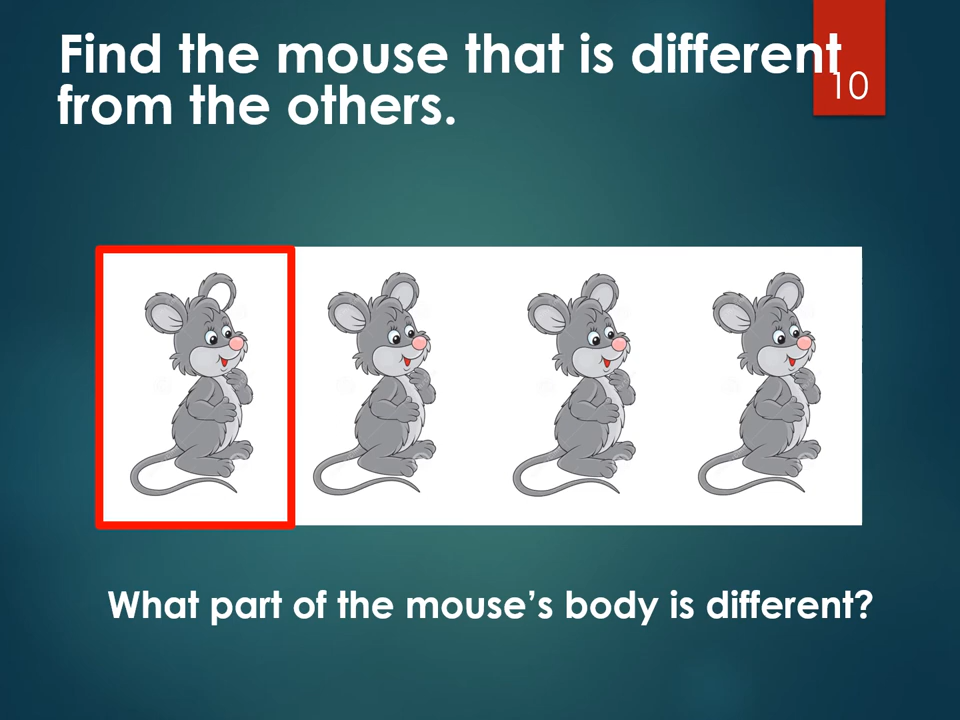 Find the mouse that is different
from the others.
10
What part of the mouse’s body is different?